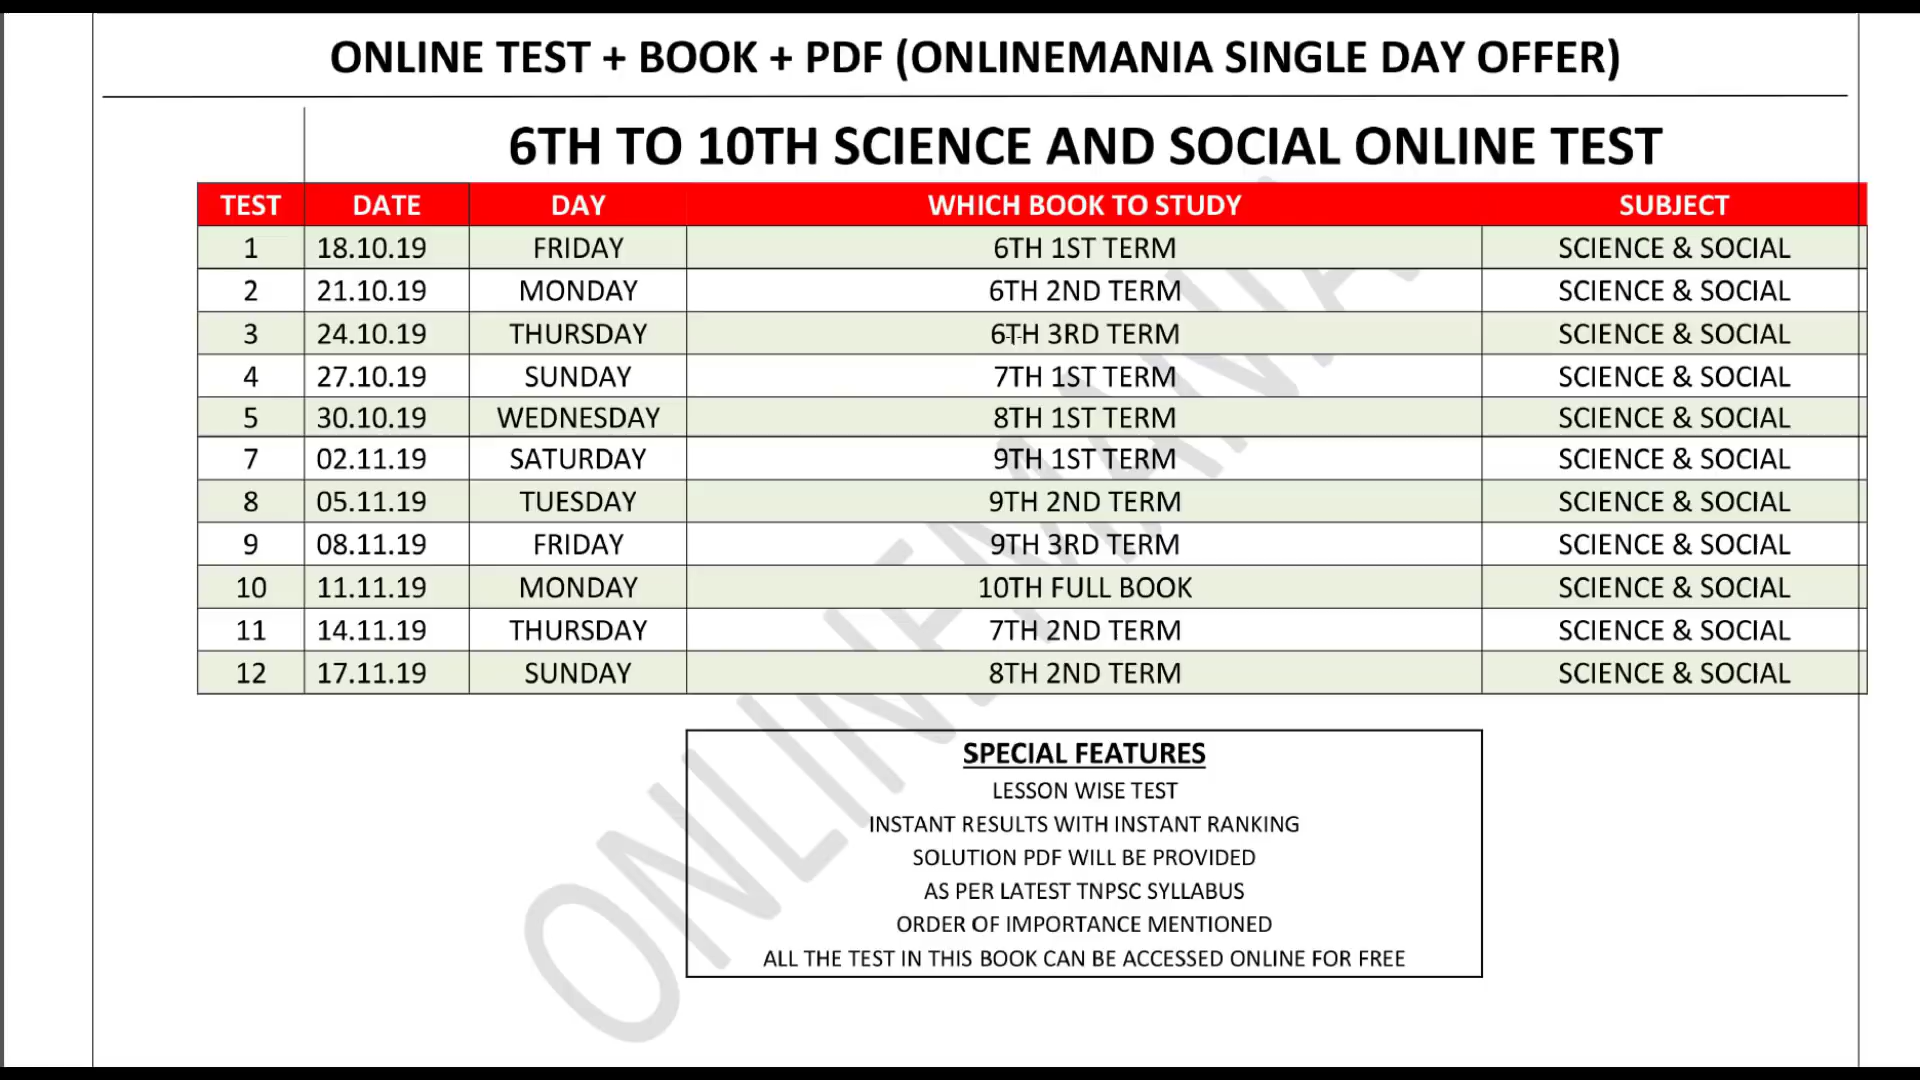 ONLINE TEST + BOOK + PDF (ONLINEMANIA SINGLE DAY OFFER)
6TH TO 10TH SCIENCE AND SOCIAL ONLINE TEST
TEST DATE DAY WHICH BOOK TO STUDY SUBJECT
1 18.10.19 FRIDAY 6TH 1ST TERM SCIENCE & SOCIAL
2 21.10.19 MONDAY 6TH 2ND TERM SCIENCE & SOCIAL
3 24.10.19 THURSDAY 6TH 3RD TERM SCIENCE & SOCIAL
4 27.10.19 SUNDAY 7TH 1ST TERM SCIENCE & SOCIAL
5 30.10.19 WEDNESDAY 8TH 1ST TERM SCIENCE & SOCIAL
7 02.11.19 SATURDAY 9TH 1ST TERM SCIENCE & SOCIAL
8 05.11.19 TUESDAY 9TH 2ND TERM SCIENCE & SOCIAL
9 08.11.19 FRIDAY 9TH 3RD TERM SCIENCE & SOCIAL
10 11.11.19 MONDAY 10TH FULL BOOK SCIENCE & SOCIAL
11 14.11.19 THURSDAY 7TH 2ND TERM SCIENCE & SOCIAL
12 17.11.19 SUNDAY 8TH 2ND TERM SCIENCE & SOCIAL
ONLINEMANIA
SPECIAL FEATURES
LESSON WISE TEST
INSTANT RESULTS WITH INSTANT RANKING
SOLUTION PDF WILL BE PROVIDED
AS PER LATEST TNPSC SYLLABUS
ORDER OF IMPORTANCE MENTIONED
ALL THE TEST IN THIS BOOK CAN BE ACCESSED ONLINE FOR FREE